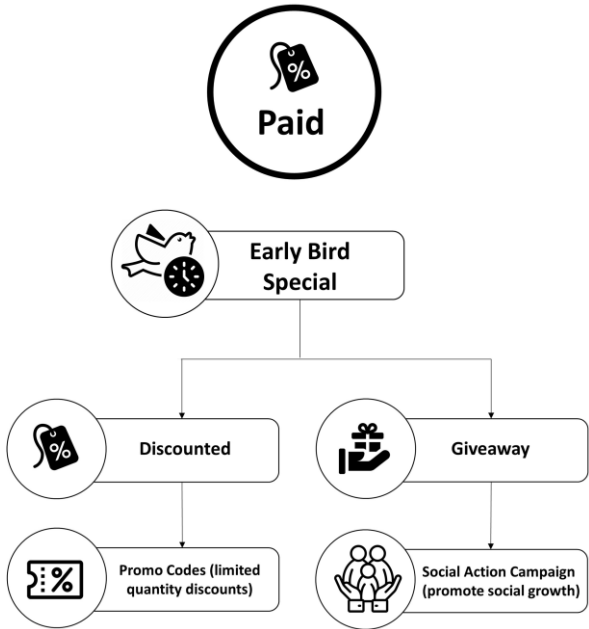 %
Paid
Early Bird
Special
%
Discounted
Giveaway
%
Promo Codes (limited
quantity discounts)
Social Action Campaign
(promote social growth)